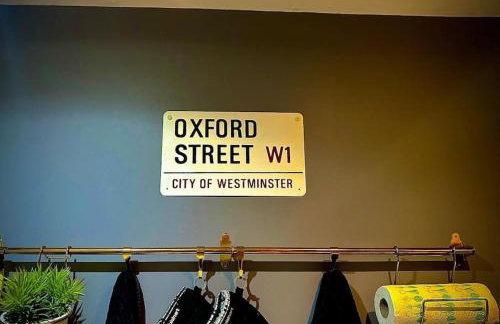 OXFORD
STREET W1
CITY OF WESTMINSTER